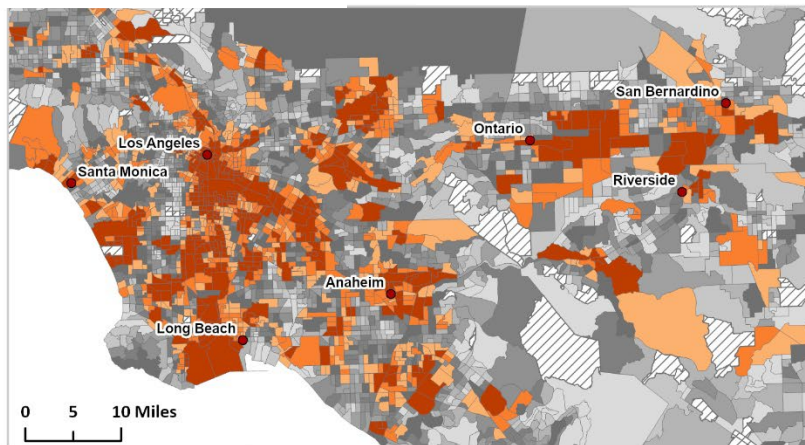 San Bernardino
Ontario
Los Angeles
Santa Monica
Riverside
Anaheim
Long Beach
0 5 10 Miles